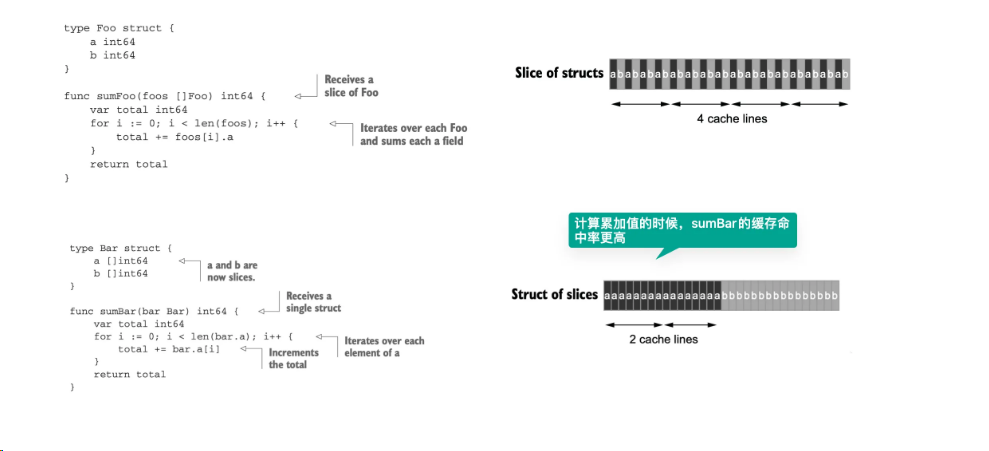 type Foo struct {
a int64
b int64
}
func sumFoo(foos []Foo) int64 {
var total int64
for i := 0; i < len(foos); i++ {
total += foos[i].a
}
return total
}
Receives a
slice of Foo
Iterates over each Foo
and sums each a field
Slice of structs
abababababababababababababababab
4 cache lines
计算累加值的时候，sumBar的缓存命
中率更高
type Bar struct {
a []int64
b []int64
}
a and b are
now slices.
func sumBar(bar Bar) int64 {
var total int64
for i := 0; i < len(bar.a); i++ {
total += bar.a[i]
}
return total
}
Receives a
single struct
Iterates over each
element of a
Increments
the total
Struct of slices
aaaaaaaaaaaaaaaabbbbbbbbbbbbbbbb
2 cache lines